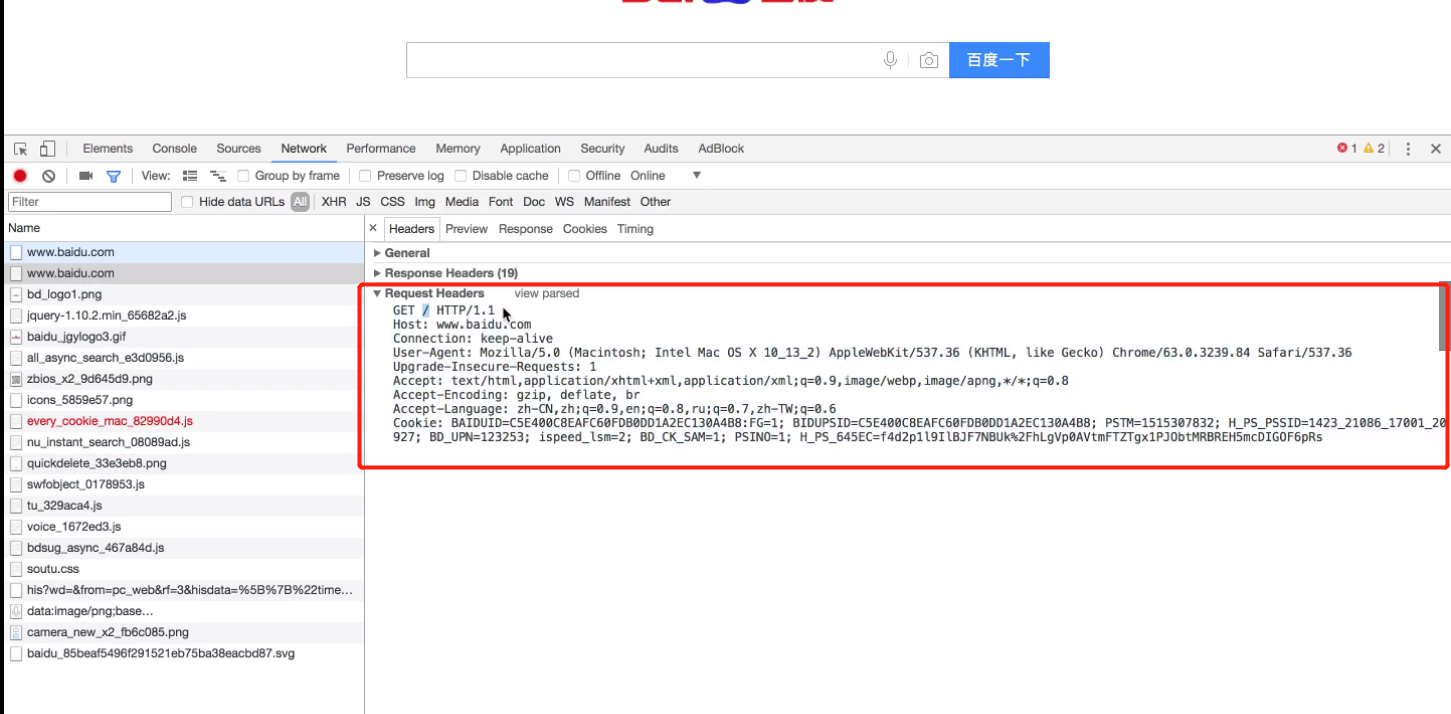 百度一下
Elements Console Sources Network Performance Memory Application Security Audits AdBlock 1 2
View: Group by frame Preserve log Disable cache Offline Online
Filter Hide data URLs All XHR JS CSS Img Media Font Doc WS Manifest Other
Name
www.baidu.com
www.baidu.com
bd_logo1.png
jquery-1.10.2.min_65682a2.js
baidu_jgylogo3.gif
all_async_search_e3d0956.js
zbios_x2_9d645d9.png
icons_5859e57.png
every_cookie_mac_82990d4.js
nu_instant_search_08089ad.js
quickdelete_33e3eb8.png
swfobject_0178953.js
tu_329aca4.js
voice_1672ed3.js
bdsug_async_467a84d.js
soutu.css
his?wd=&from=pc_web&rf=3&hisdata=%5B%7B%22time...
data:image/png;base...
camera_new_x2_fb6c085.png
baidu_85beaf5496f291521eb75ba38eacbd87.svg
Headers Preview Response Cookies Timing
General
Response Headers (19)
Request Headers view parsed
GET / HTTP/1.1
Host: www.baidu.com
Connection: keep-alive
User-Agent: Mozilla/5.0 (Macintosh; Intel Mac OS X 10_13_2) AppleWebKit/537.36 (KHTML, like Gecko) Chrome/63.0.3239.84 Safari/537.36
Upgrade-Insecure-Requests: 1
Accept: text/html,application/xhtml+xml,application/xml;q=0.9,image/webp,image/apng,*/*;q=0.8
Accept-Encoding: gzip, deflate, br
Accept-Language: zh-CN,zh;q=0.9,en;q=0.8,ru;q=0.7,zh-TW;q=0.6
Cookie: BAIDUID=C5E400C8EAFC60FDB0DD1A2EC130A4B8:FG=1; BIDUPSID=C5E400C8EAFC60FDB0DD1A2EC130A4B8; PSTM=1515307832; H_PS_PSSID=1423_21086_17001_20
927; BD_UPN=123253; ispeed_lsm=2; BD_CK_SAM=1; PSINO=1; H_PS_645EC=f4d2p1l9IlBJF7NBUk%2FhLgVp0AVtmFTZTgx1PJObtMRBREH5mcDIGOF6pRs